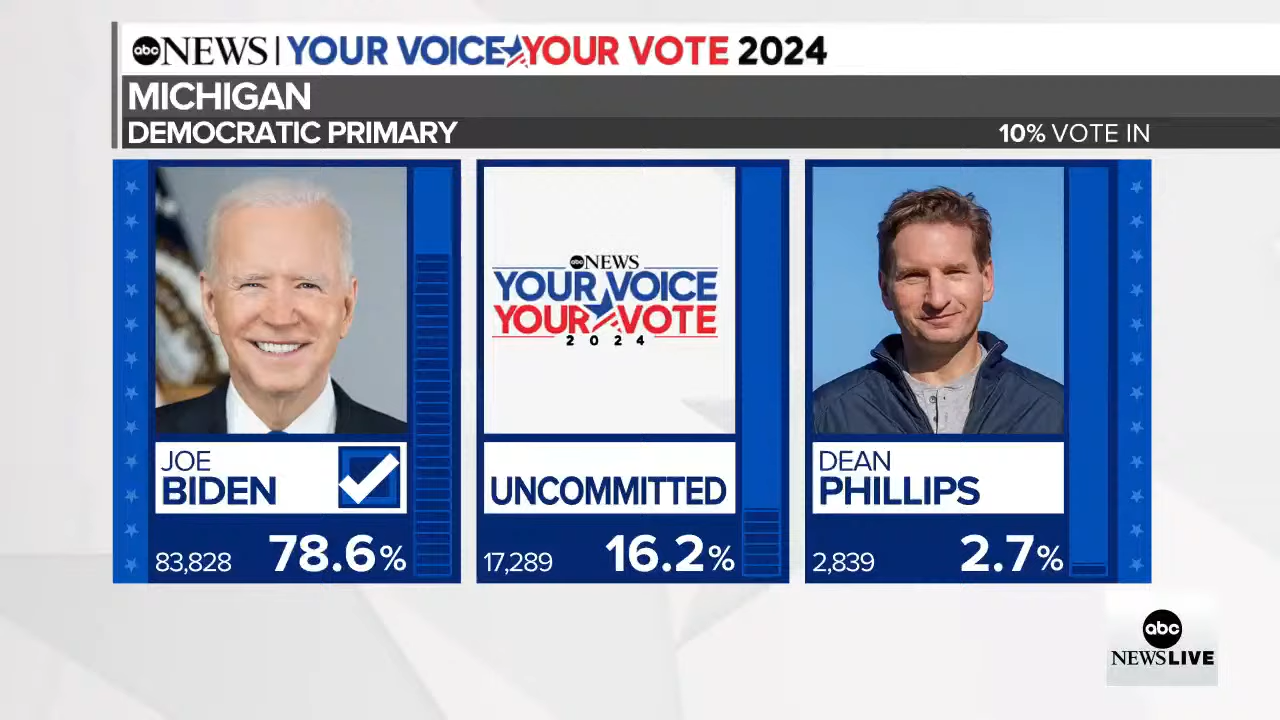 abc NEWS | YOUR VOICE YOUR VOTE 2024
MICHIGAN
DEMOCRATIC PRIMARY
10% VOTE IN
abc NEWS
YOUR VOICE
YOUR VOTE
2024
JOE
BIDEN
83,828 78.6%
UNCOMMITTED
17,289 16.2%
DEAN
PHILLIPS
2,839 2.7%
abc
NEWS LIVE